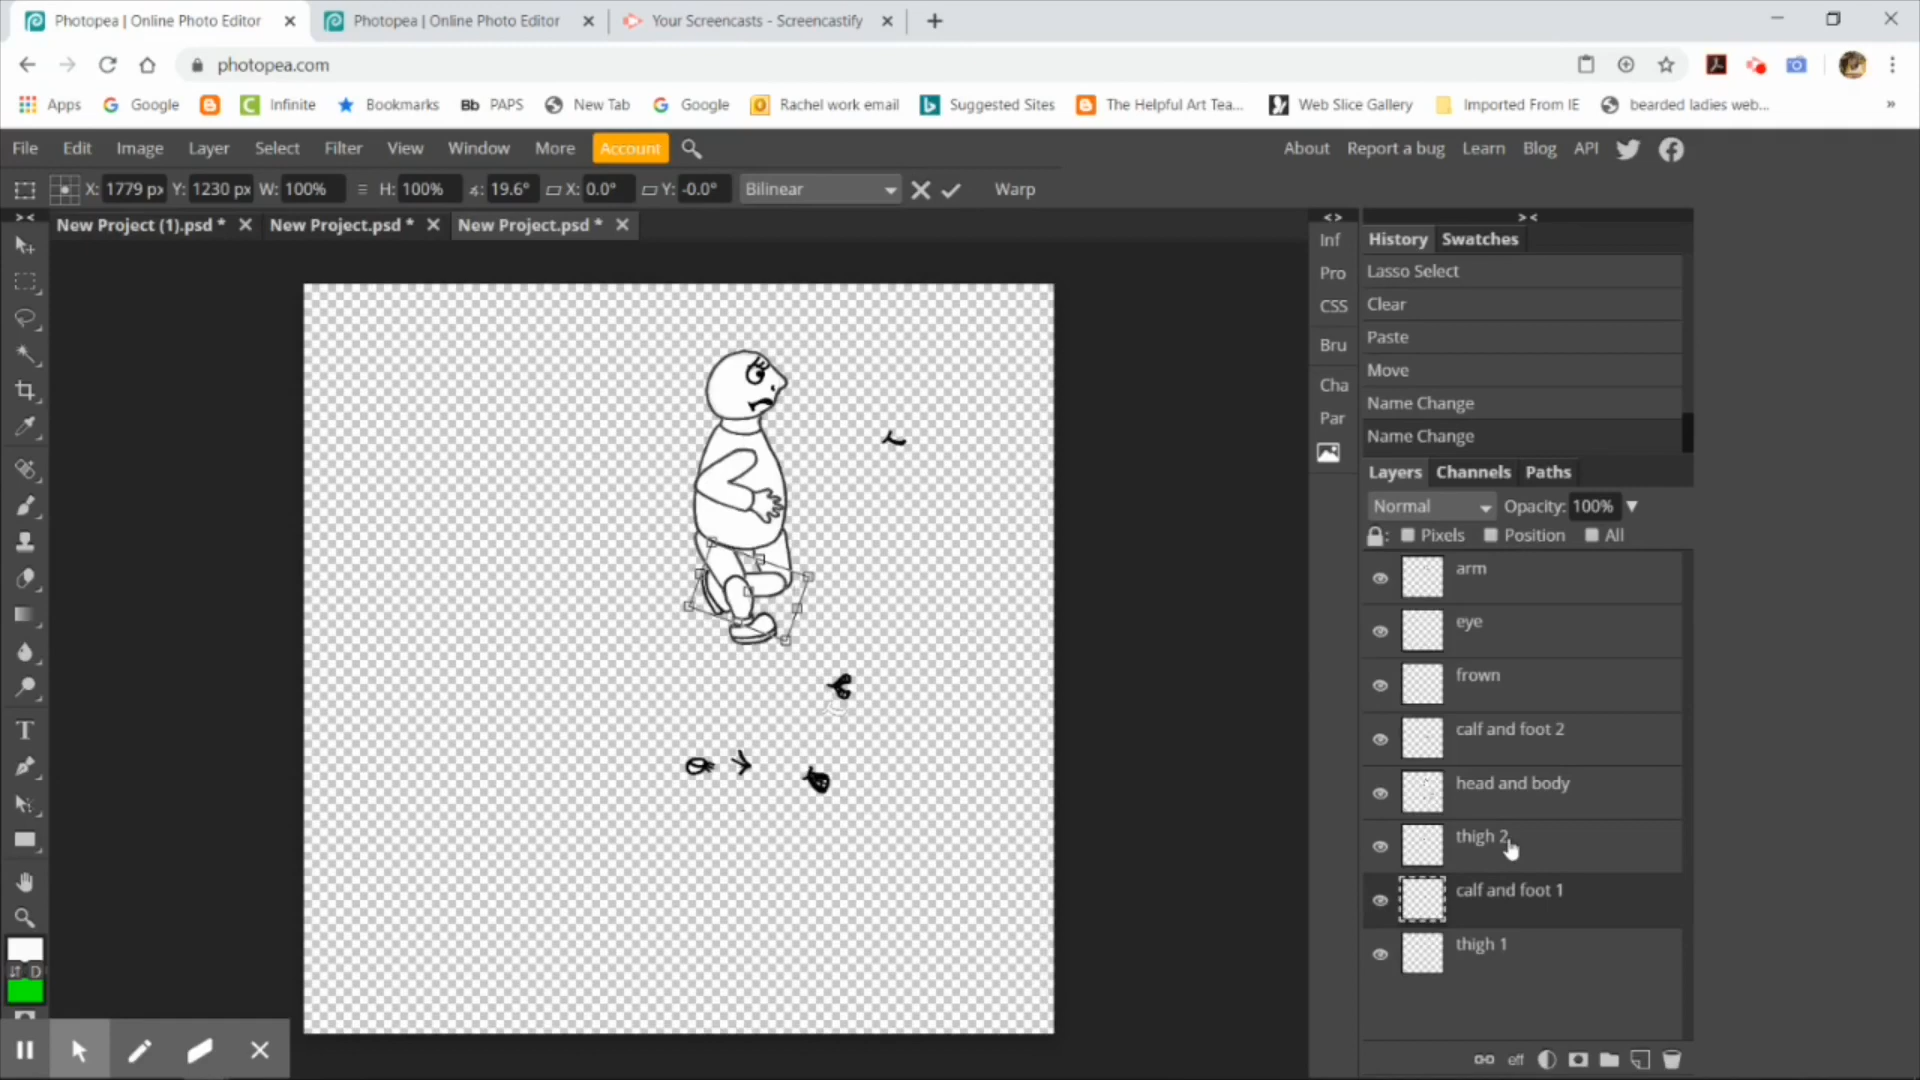 Photopea | Online Photo Editor
Photopea | Online Photo Editor
Your Screencasts - Screencastify
photopea.com
Apps
Google
Infinite
Bookmarks
Bb PAPS
New Tab
Google
Rachel work email
Suggested Sites
The Helpful Art Tea...
Web Slice Gallery
Imported From IE
bearded ladies web...
»
File Edit Image Layer Select Filter View Window More Account
About Report a bug Learn Blog API
X: 1779 px Y: 1230 px W: 100% H: 100% ∡: 19.6° X: 0.0° Y: -0.0° Bilinear Warp
New Project (1).psd * New Project.psd * New Project.psd *
Inf
Pro
CSS
Bru
Cha
Par
History Swatches
Lasso Select
Clear
Paste
Move
Name Change
Name Change
Layers Channels Paths
Normal Opacity: 100%
Pixels Position All
arm
eye
frown
calf and foot 2
head and body
thigh 2
calf and foot 1
thigh 1
D
eff